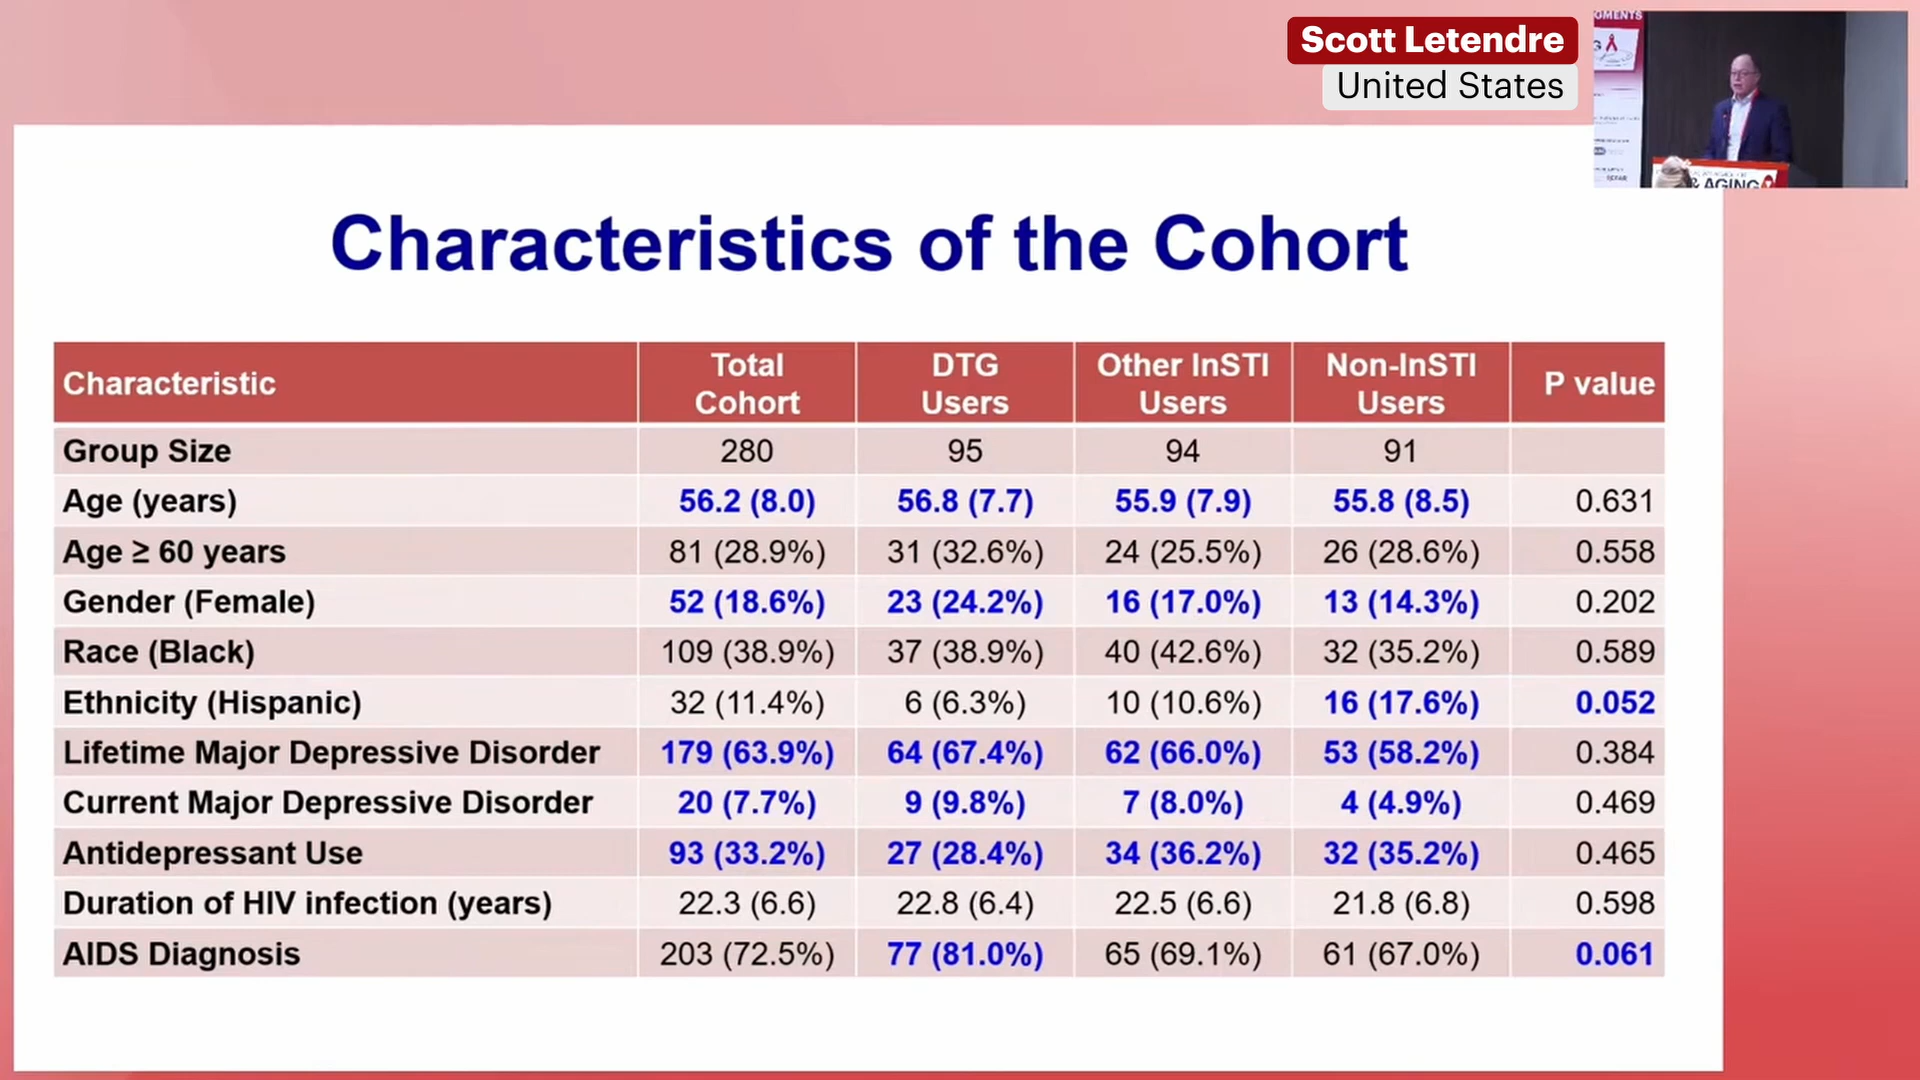 Scott Letendre
United States
OMENTS
& AGING
Characteristics of the Cohort
Characteristic Total Cohort DTG Users Other InSTI Users Non-InSTI Users P value
Group Size 280 95 94 91
Age (years) 56.2 (8.0) 56.8 (7.7) 55.9 (7.9) 55.8 (8.5) 0.631
Age ≥ 60 years 81 (28.9%) 31 (32.6%) 24 (25.5%) 26 (28.6%) 0.558
Gender (Female) 52 (18.6%) 23 (24.2%) 16 (17.0%) 13 (14.3%) 0.202
Race (Black) 109 (38.9%) 37 (38.9%) 40 (42.6%) 32 (35.2%) 0.589
Ethnicity (Hispanic) 32 (11.4%) 6 (6.3%) 10 (10.6%) 16 (17.6%) 0.052
Lifetime Major Depressive Disorder 179 (63.9%) 64 (67.4%) 62 (66.0%) 53 (58.2%) 0.384
Current Major Depressive Disorder 20 (7.7%) 9 (9.8%) 7 (8.0%) 4 (4.9%) 0.469
Antidepressant Use 93 (33.2%) 27 (28.4%) 34 (36.2%) 32 (35.2%) 0.465
Duration of HIV infection (years) 22.3 (6.6) 22.8 (6.4) 22.5 (6.6) 21.8 (6.8) 0.598
AIDS Diagnosis 203 (72.5%) 77 (81.0%) 65 (69.1%) 61 (67.0%) 0.061